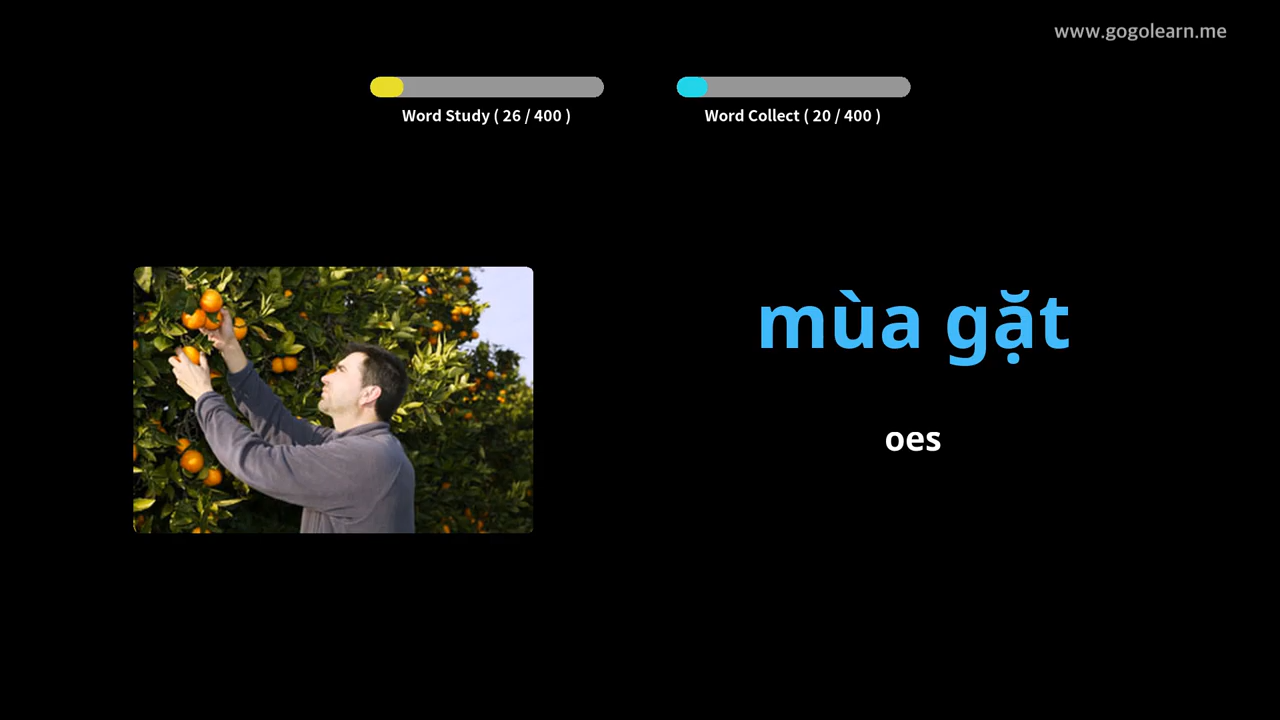 www.gogolearn.me
Word Study ( 26 / 400 )
Word Collect ( 20 / 400 )
mùa gặt
oes